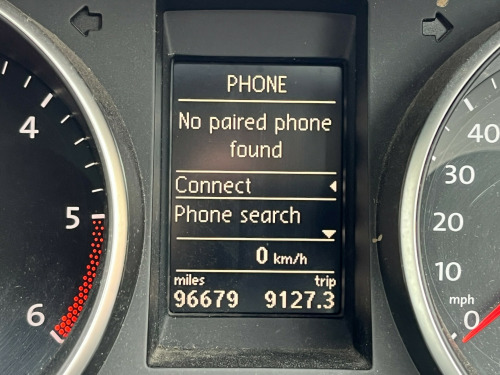 PHONE
No paired phone
found
Connect
Phone search
0 km/h
miles trip
96679 9127.3
4
5
6
40
30
20
10
mph
0